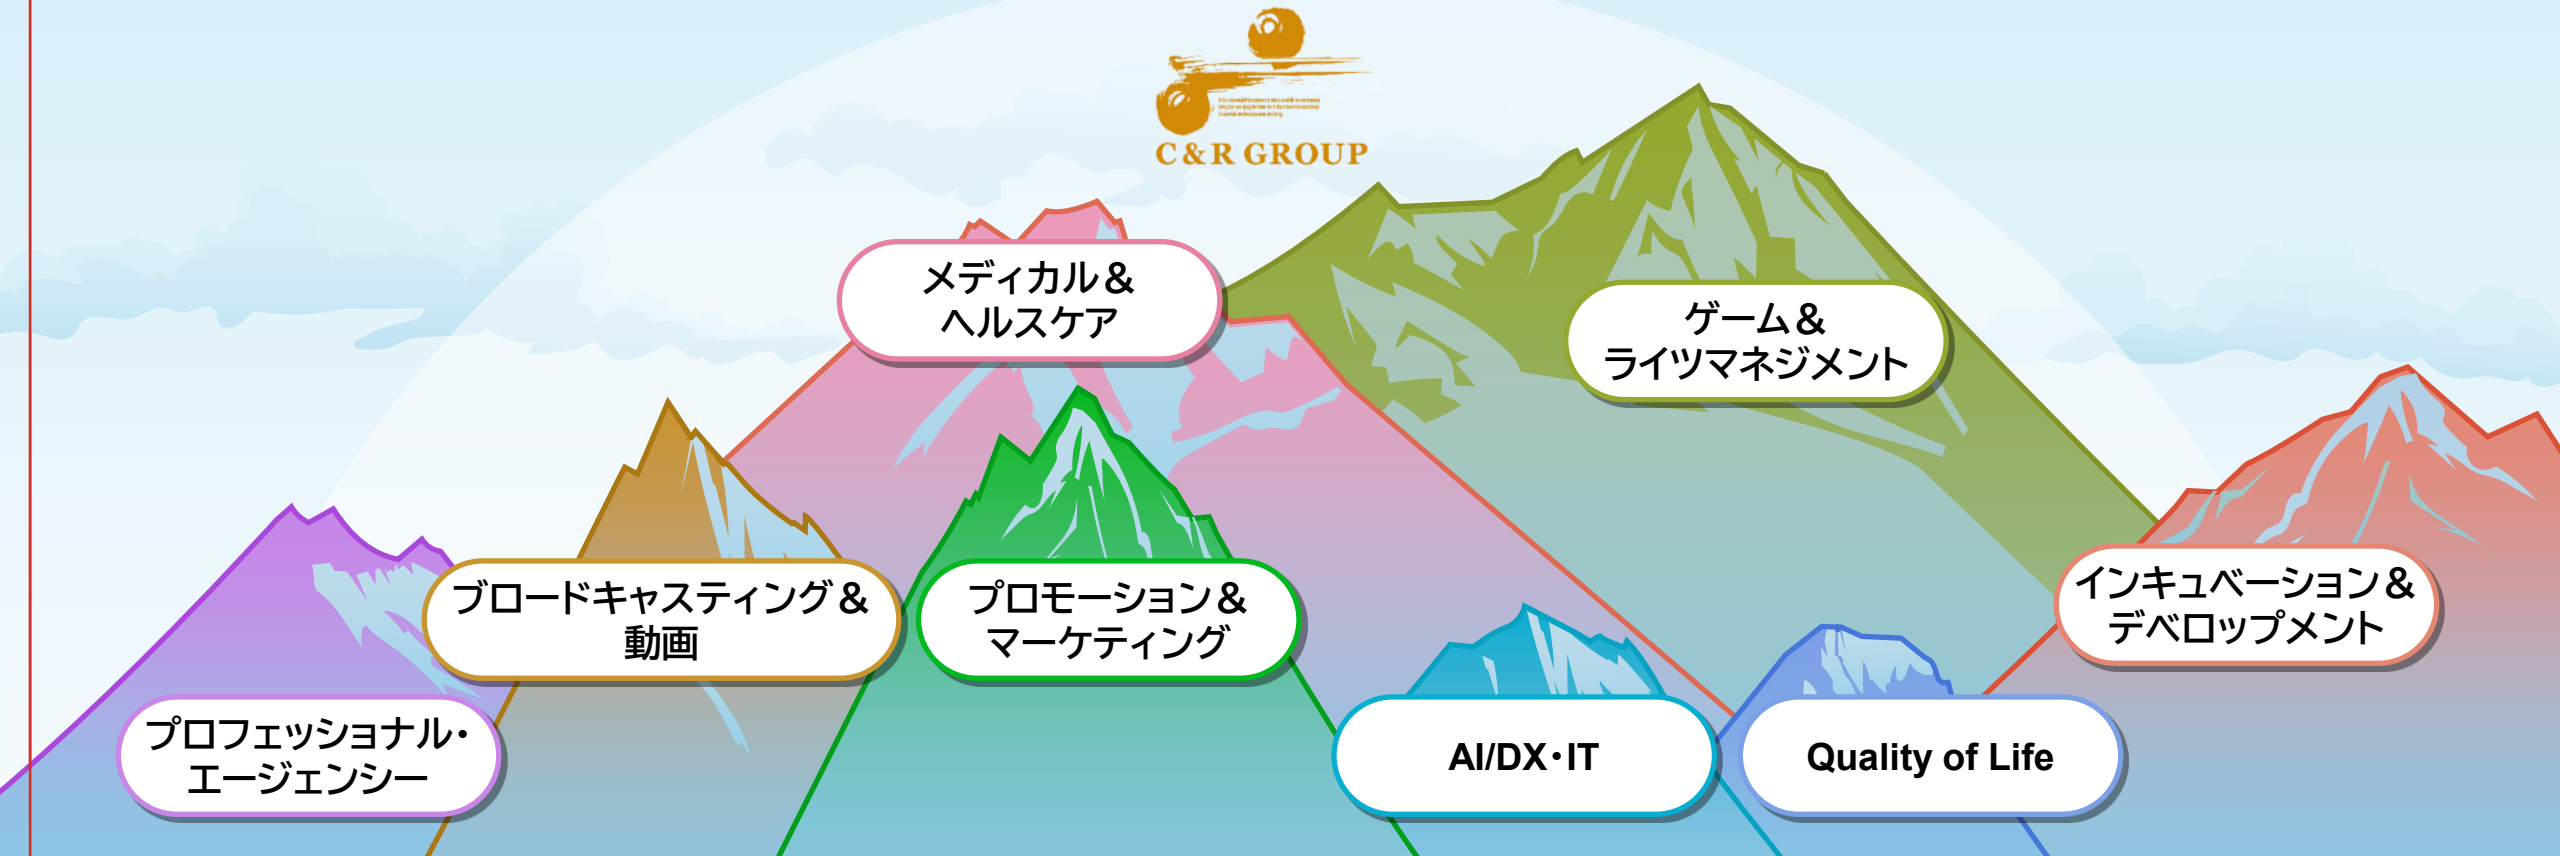 C&R GROUP
メディカル&
ヘルスケア
ゲーム&
ライツマネジメント
ブロードキャスティング&
動画
プロモーション&
マーケティング
インキュベーション&
デベロップメント
プロフェッショナル・
エージェンシー
AI/DX・IT
Quality of Life